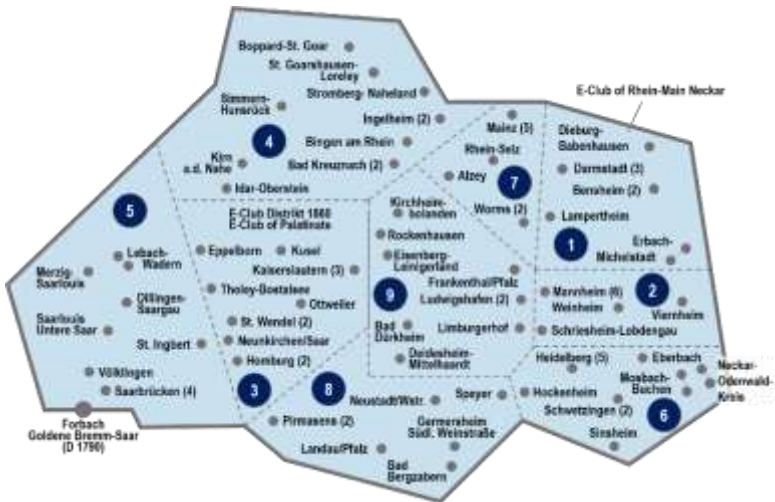 Boppard-St. Goar
St. Goarshausen-
Loreley
Stromberg- Naheland
Simmern-
Hunsrück
Ingelheim (2)
4
Bingen am Rhein
Kirn
a.d. Nahe
Bad Kreuznach (2)
Idar-Oberstein
E-Club of Rhein-Main Neckar
Mainz (5)
Rhein-Selz
Alzey
7
Worms (2)
Dieburg-
Babenhausen
Darmstadt (3)
Bensheim (2)
Lampertheim
1
Erbach-
Michelstadt
5
Lebach-
Wadern
Merzig-
Saarlouis
Dillingen-
Saargau
Saarlouis
Untere Saar
St. Ingbert
Völklingen
Saarbrücken (4)
Forbach
Goldene Bremm-Saar
(D 1790)
E-Club Distrikt 1860
E-Club of Palatinate
Eppelborn
Kusel
Kaiserslautern (3)
Tholey-Bostalsee
Ottweiler
St. Wendel (2)
Neunkirchen/Saar
Homburg (2)
3
Kirchheim-
bolanden
Rockenhausen
Eisenberg-
Leiningerland
Frankenthal/Pfalz
9
Ludwigshafen (2)
Bad
Dürkheim
Limburgerhof
Deidesheim-
Mittelhaardt
Mannheim (6)
2
Weinheim
Viernheim
Schriesheim-Lobdengau
8
Neustadt/Wstr.
Speyer
Pirmasens (2)
Germersheim
Südl. Weinstraße
Landau/Pfalz
Bad
Bergzabern
Heidelberg (5)
Eberbach
Neckar-
Odenwald-
Kreis
Mosbach-
Buchen
Hockenheim
Schwetzingen (2)
6
Sinsheim